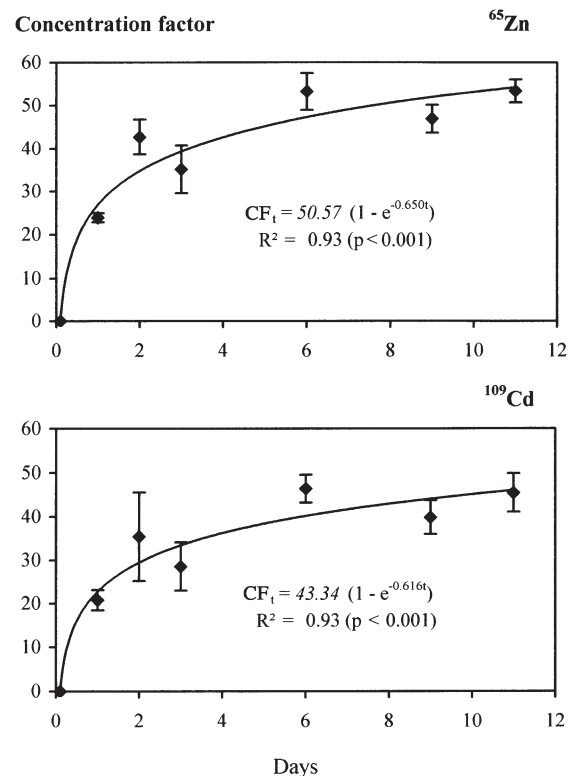 Concentration factor
⁶⁵Zn
60
50
40
30
20
10
0
CFₜ = 50.57 (1 - e⁻⁰·⁶⁵⁰ᵗ)
R² = 0.93 (p<0.001)
0 2 4 6 8 10 12
¹⁰⁹Cd
60
50
40
30
20
10
0
CFₜ = 43.34 (1 - e⁻⁰·⁶¹⁶ᵗ)
R² = 0.93 (p < 0.001)
0 2 4 6 8 10 12
Days